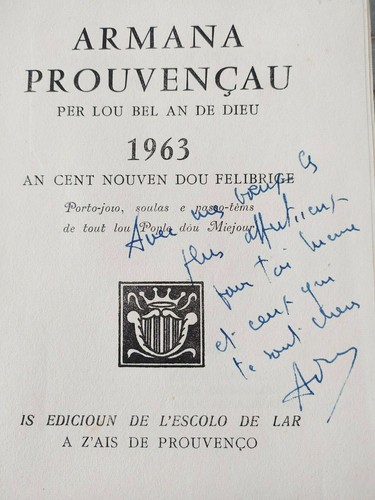 ARMANA
PROUVENÇAU
PER LOU BEL AN DE DIEU
1963
AN CENT NOUVEN DOU FELIBRIGE
Porto-joio, soulas e passo-tèms
de tout lou Pople dóu Miejour
Avec mes voeux les
plus affectueux
pour toi
et ceux qui
te sont chers
IS EDICIOUN DE L'ESCOLO DE LAR
A Z'AIS DE PROUVENÇO